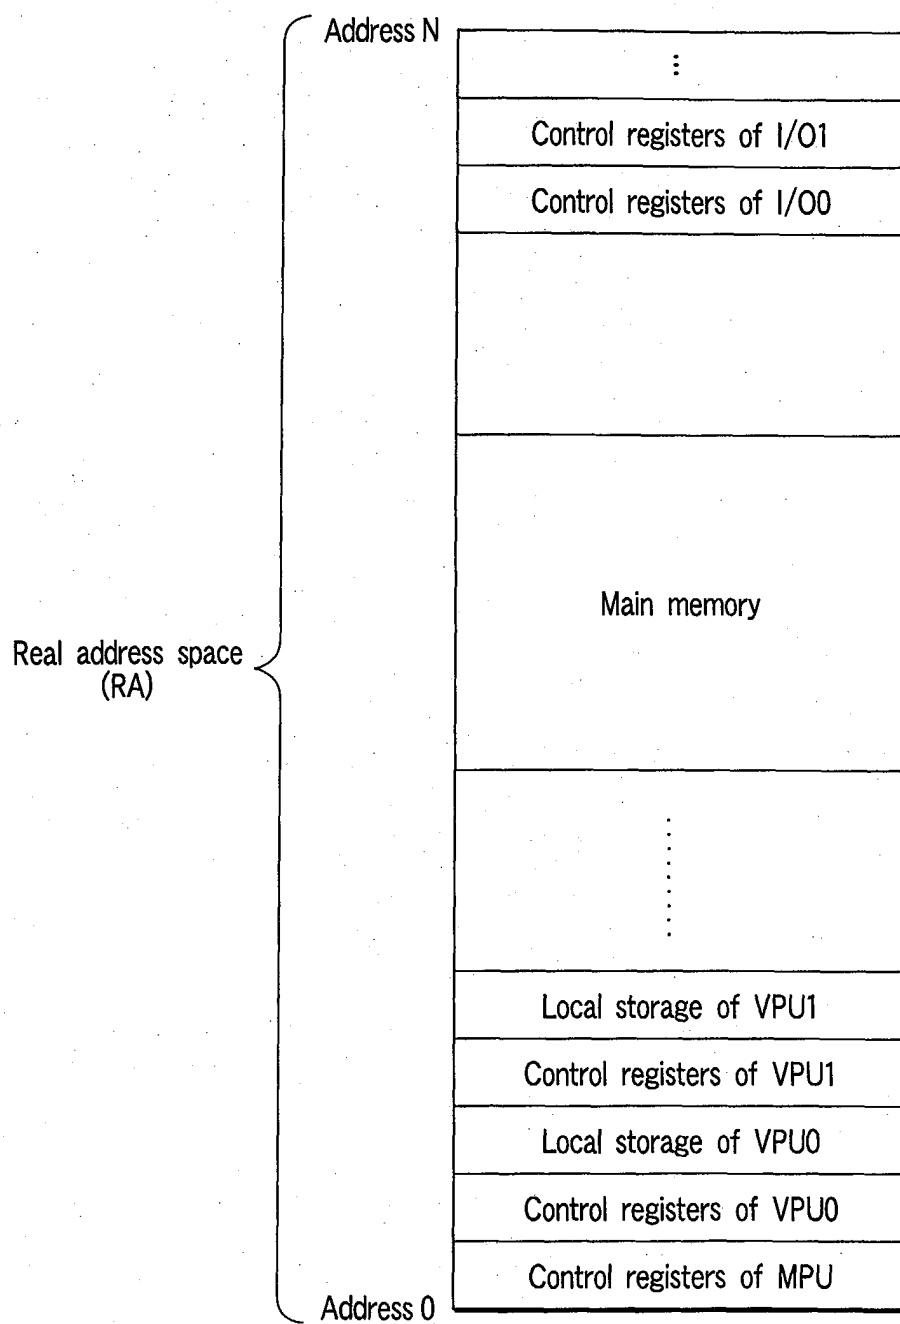 Address N
⋮
Control registers of I/O1
Control registers of I/O0
Main memory
Real address space
(RA)
Local storage of VPU1
Control registers of VPU1
Local storage of VPU0
Control registers of VPU0
Control registers of MPU
Address 0